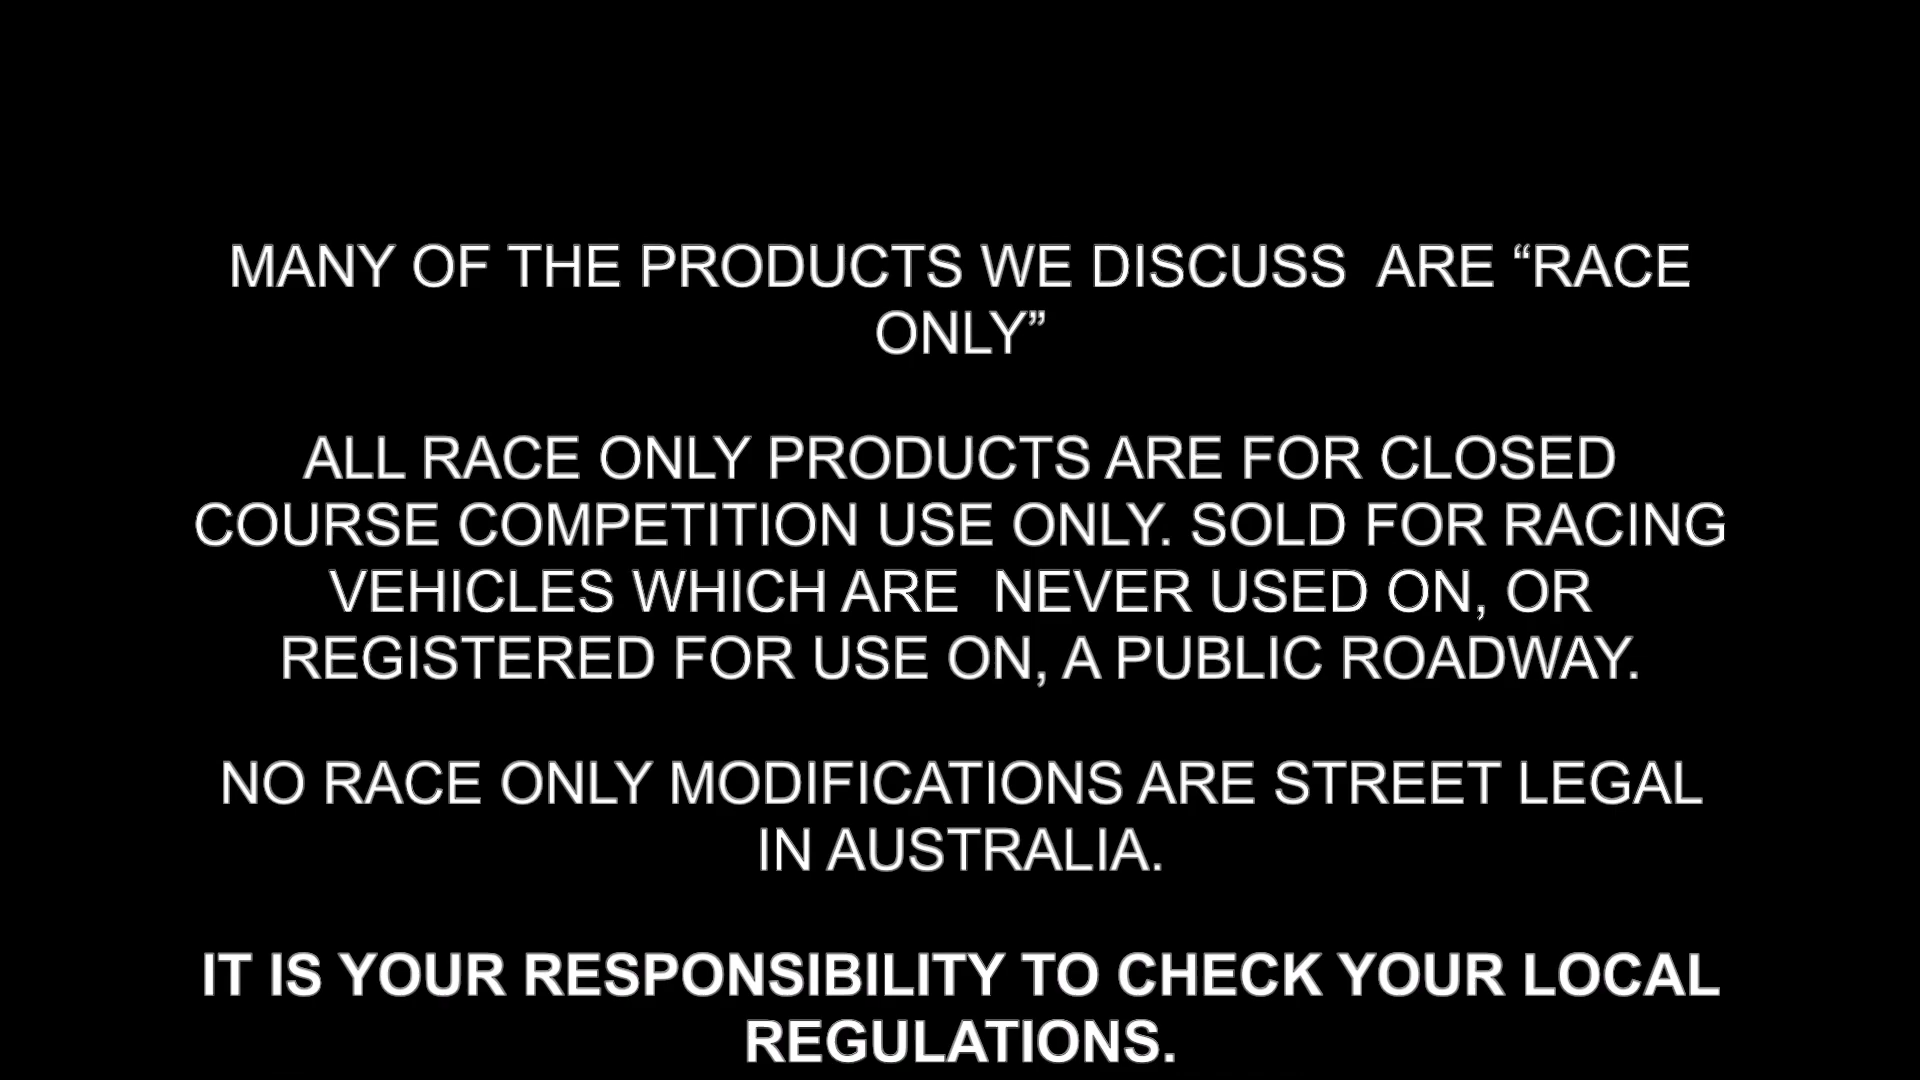 MANY OF THE PRODUCTS WE DISCUSS  ARE “RACE
ONLY”
ALL RACE ONLY PRODUCTS ARE FOR CLOSED
COURSE COMPETITION USE ONLY. SOLD FOR RACING
VEHICLES WHICH ARE  NEVER USED ON, OR
REGISTERED FOR USE ON, A PUBLIC ROADWAY.
NO RACE ONLY MODIFICATIONS ARE STREET LEGAL
IN AUSTRALIA.
IT IS YOUR RESPONSIBILITY TO CHECK YOUR LOCAL
REGULATIONS.